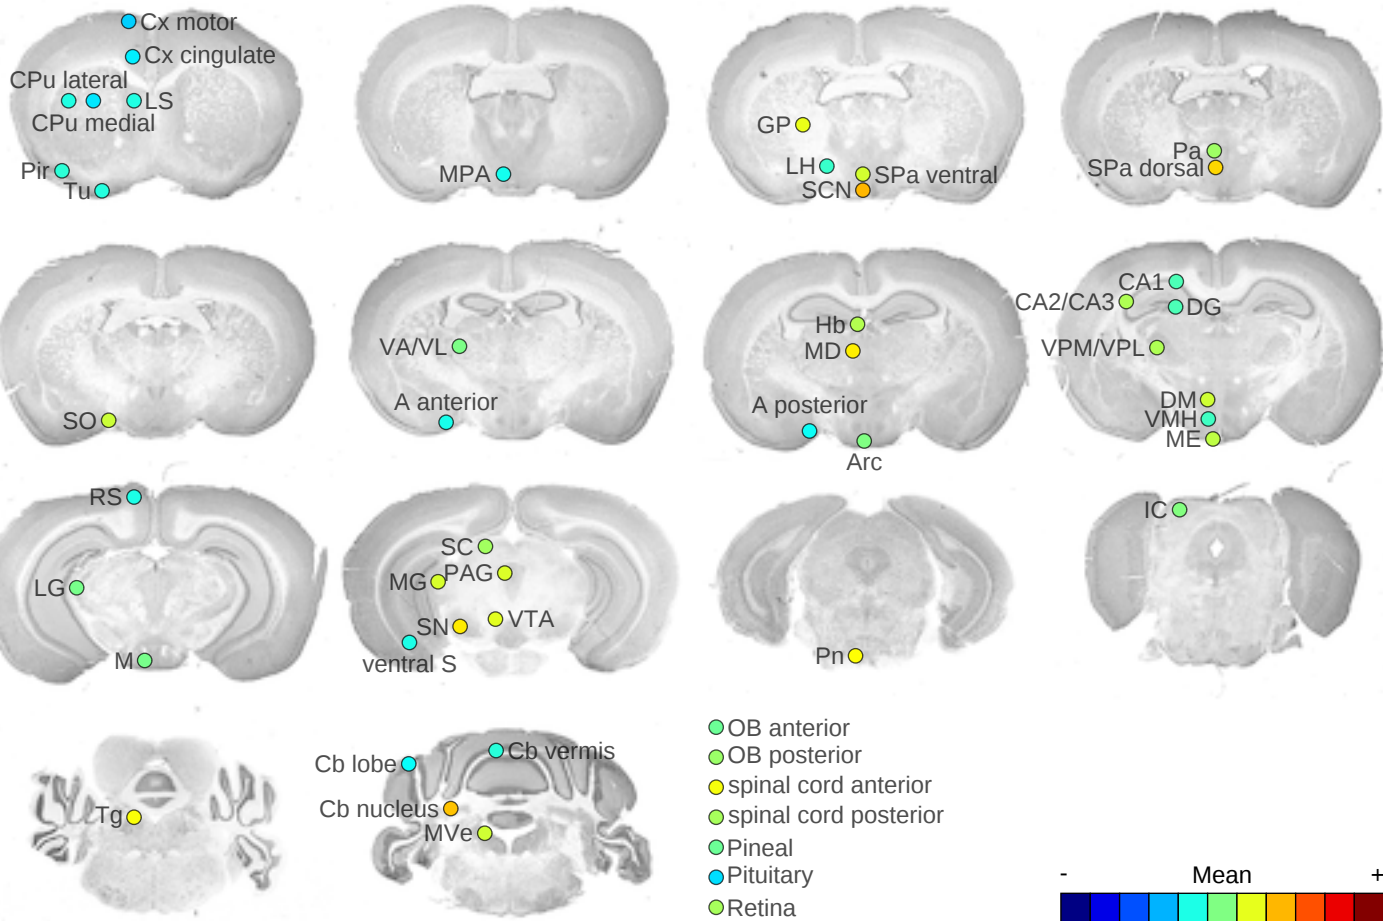 Cx motor
Cx cingulate
CPu lateral
LS
CPu medial
Pir
Tu
MPA
GP
LH
SPa ventral
SCN
Pa
SPa dorsal
SO
VA/VL
A anterior
Hb
MD
A posterior
Arc
CA1
CA2/CA3
DG
VPM/VPL
DM
VMH
ME
RS
LG
M
SC
PAG
MG
VTA
SN
ventral S
Pn
IC
Tg
Cb vermis
Cb lobe
Cb nucleus
MVe
OB anterior
OB posterior
spinal cord anterior
spinal cord posterior
Pineal
Pituitary
Retina
- Mean +